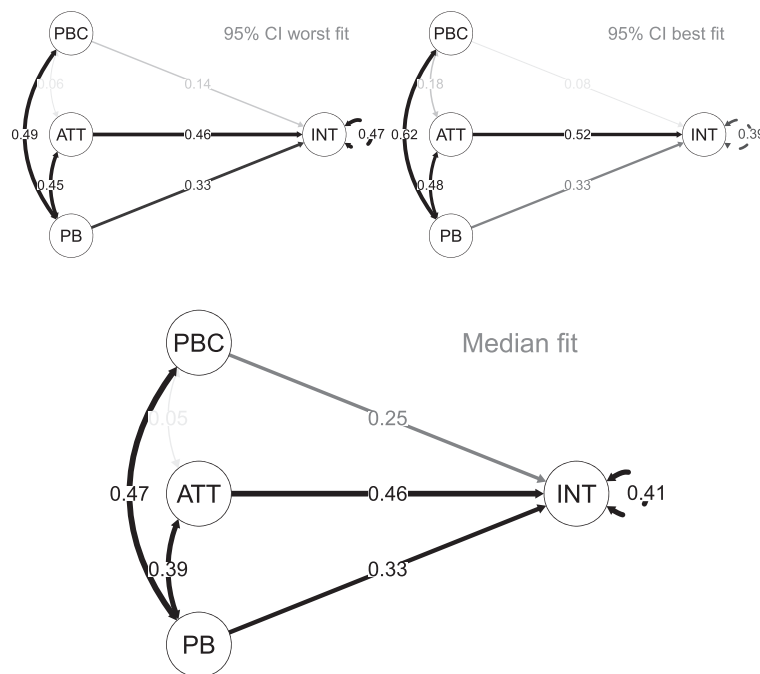 PBC
95% CI worst fit
0.06
0.14
0.49
ATT
0.46
INT
0.47
0.45
0.33
PB
PBC
95% CI best fit
0.18
0.08
0.62
ATT
0.52
INT
0.39
0.48
0.33
PB
PBC
Median fit
0.05
0.25
0.47
ATT
0.46
INT
0.41
0.39
0.33
PB